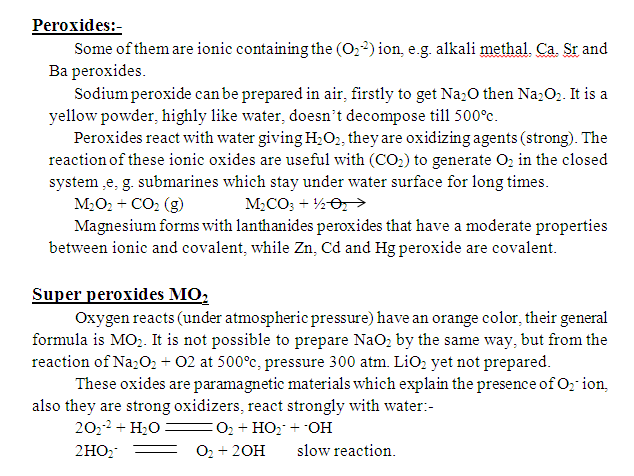 Peroxides:-
Some of them are ionic containing the (O₂⁻²) ion, e.g. alkali methal, Ca, Sr and
Ba peroxides.
Sodium peroxide can be prepared in air, firstly to get Na₂O then Na₂O₂. It is a
yellow powder, highly like water, doesn't decompose till 500ºc.
Peroxides react with water giving H₂O₂, they are oxidizing agents (strong). The
reaction of these ionic oxides are useful with (CO₂) to generate O₂ in the closed
system ,e, g. submarines which stay under water surface for long times.
M₂O₂ + CO₂ (g) M₂CO₃ + ½ O₂ →
Magnesium forms with lanthanides peroxides that have a moderate properties
between ionic and covalent, while Zn, Cd and Hg peroxide are covalent.
Super peroxides MO₂
Oxygen reacts (under atmospheric pressure) have an orange color, their general
formula is MO₂. It is not possible to prepare NaO₂ by the same way, but from the
reaction of Na₂O₂ + O2 at 500ºc, pressure 300 atm. LiO₂ yet not prepared.
These oxides are paramagnetic materials which explain the presence of O₂⁻ ion,
also they are strong oxidizers, react strongly with water:-
2O₂⁻² + H₂O ═ O₂ + HO₂⁻ + ⁻OH
2HO₂⁻ ═ O₂ + 2OH slow reaction.